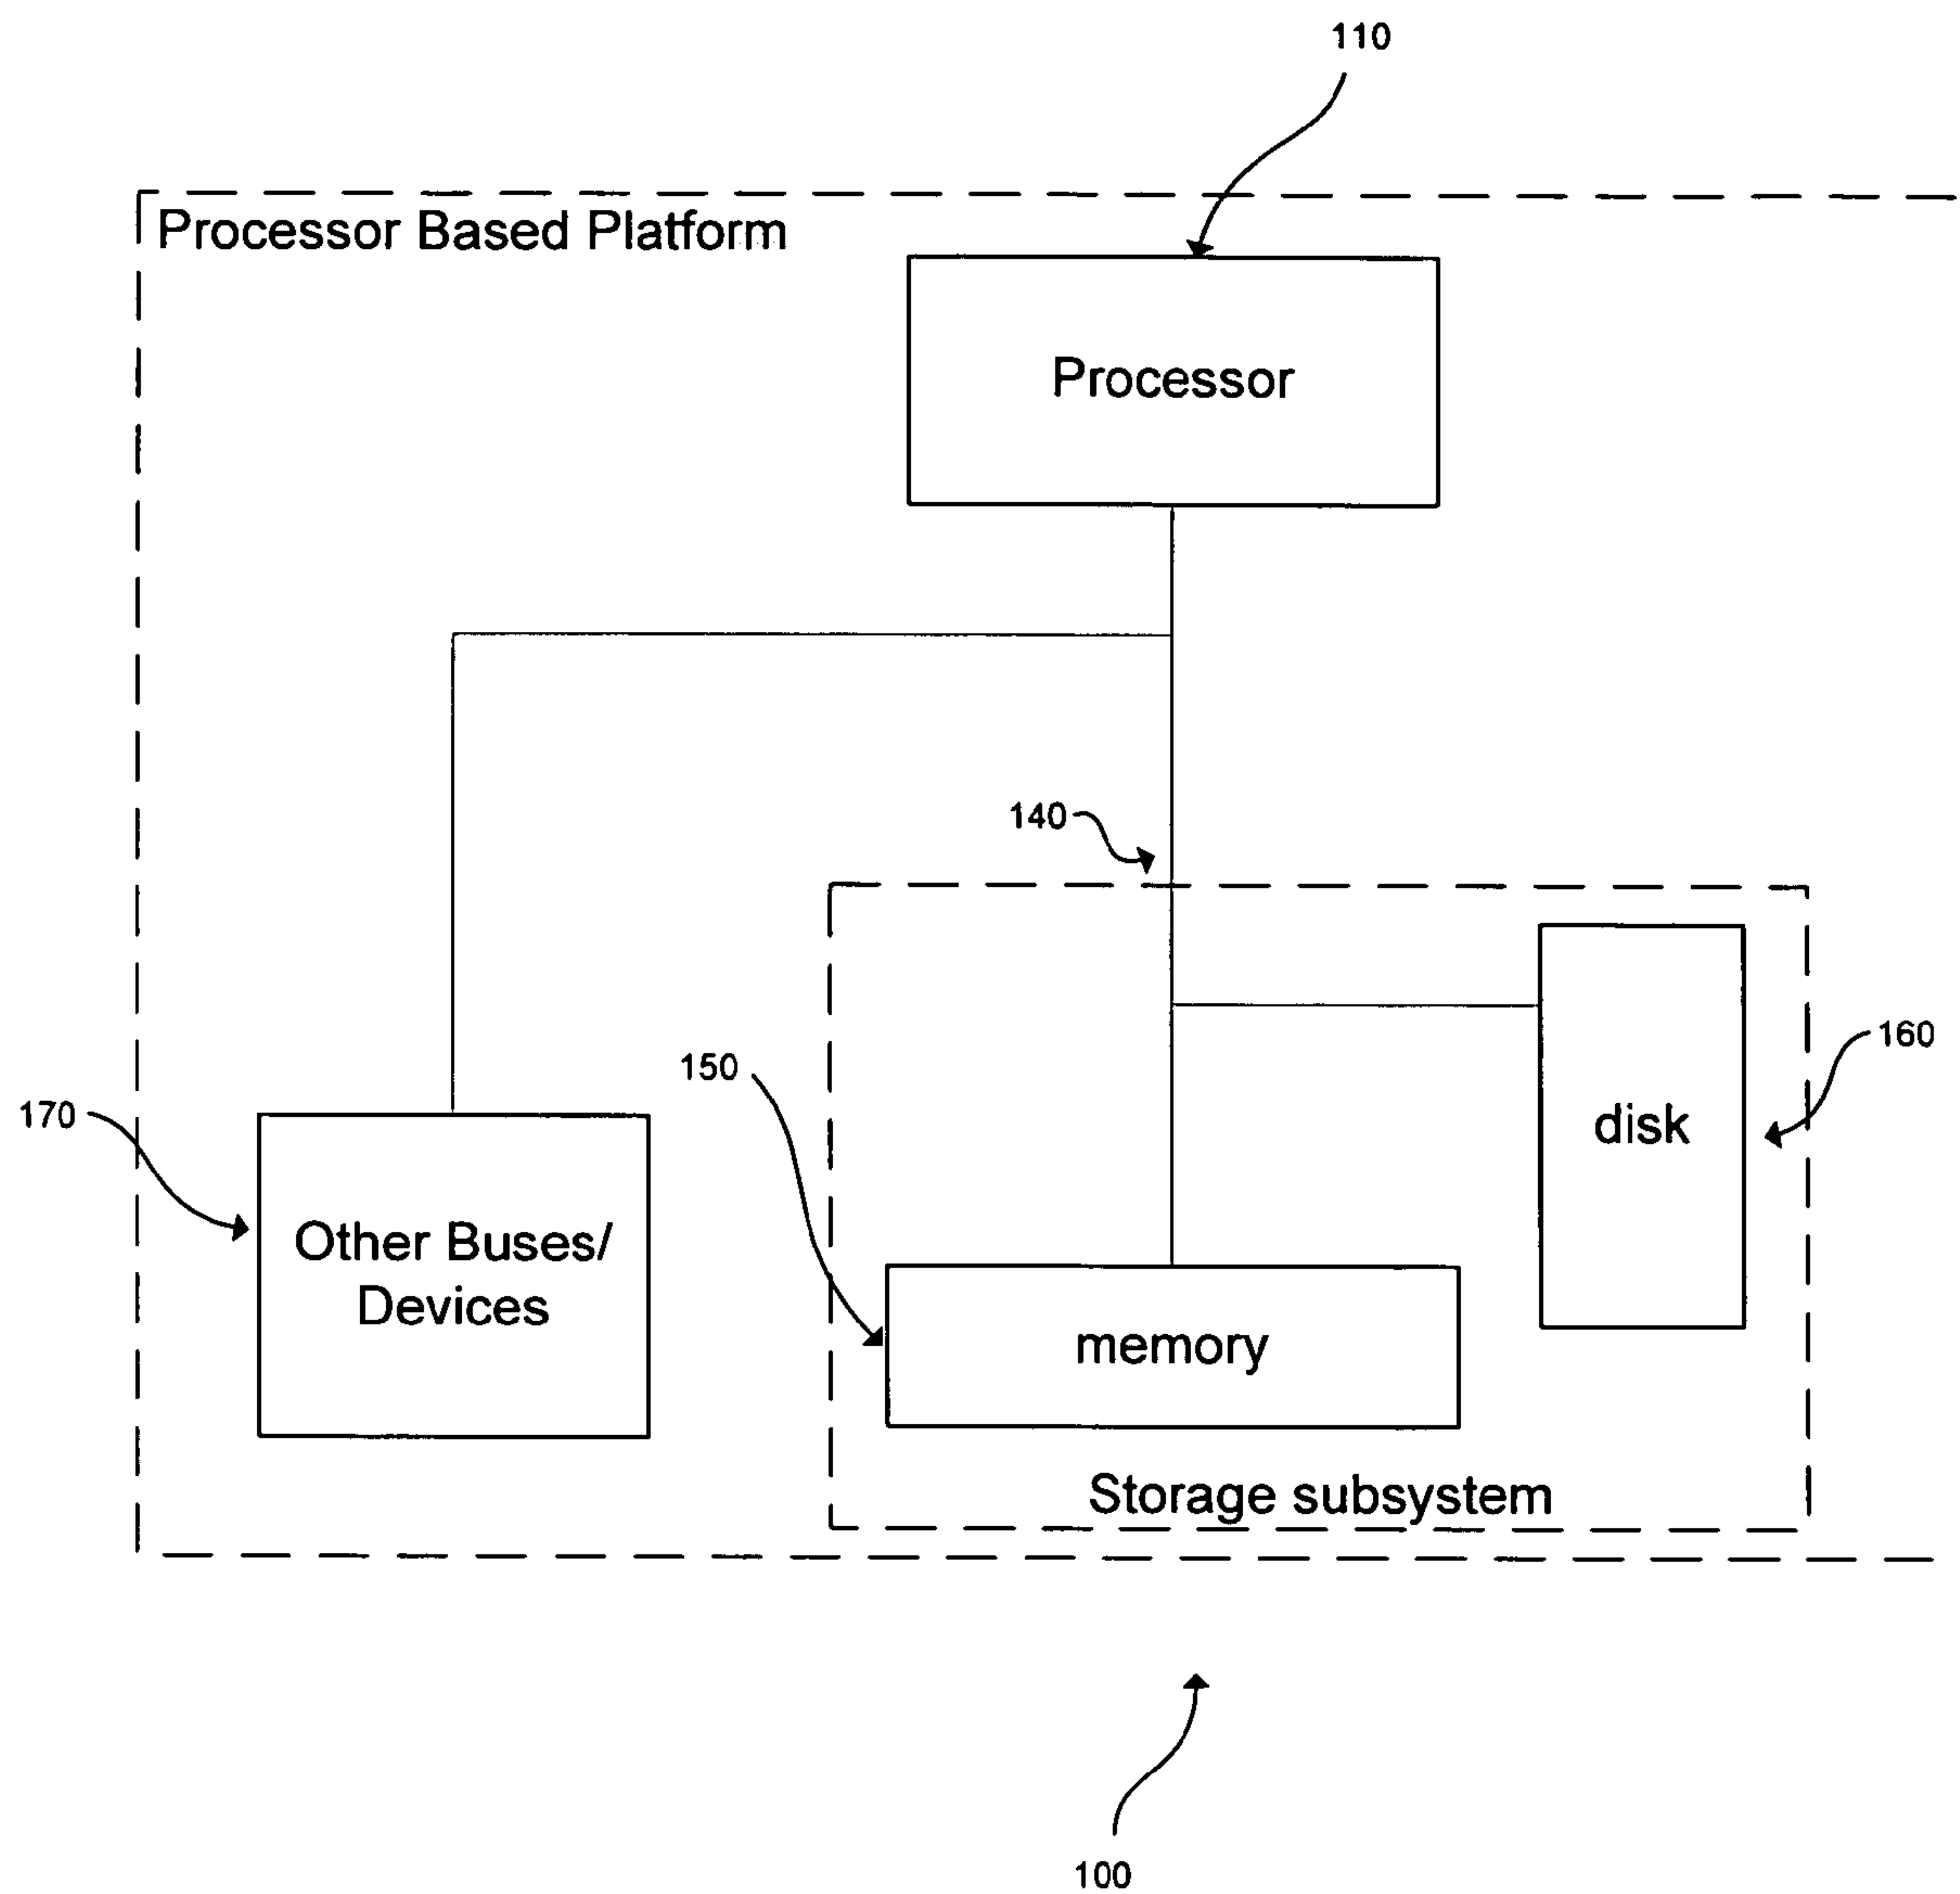 110
Processor Based Platform
Processor
140
150
160
170
disk
Other Buses/
Devices
memory
Storage subsystem
100